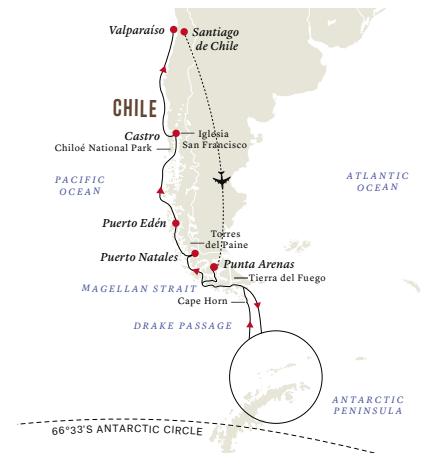 Valparaíso
Santiago
de Chile
CHILE
Castro
Iglesia
San Francisco
Chiloé National Park
PACIFIC
OCEAN
ATLANTIC
OCEAN
Puerto Edén
Torres
del Paine
Puerto Natales
Punta Arenas
Tierra del Fuego
MAGELLAN STRAIT
Cape Horn
DRAKE PASSAGE
ANTARCTIC
PENINSULA
66°33'S ANTARCTIC CIRCLE